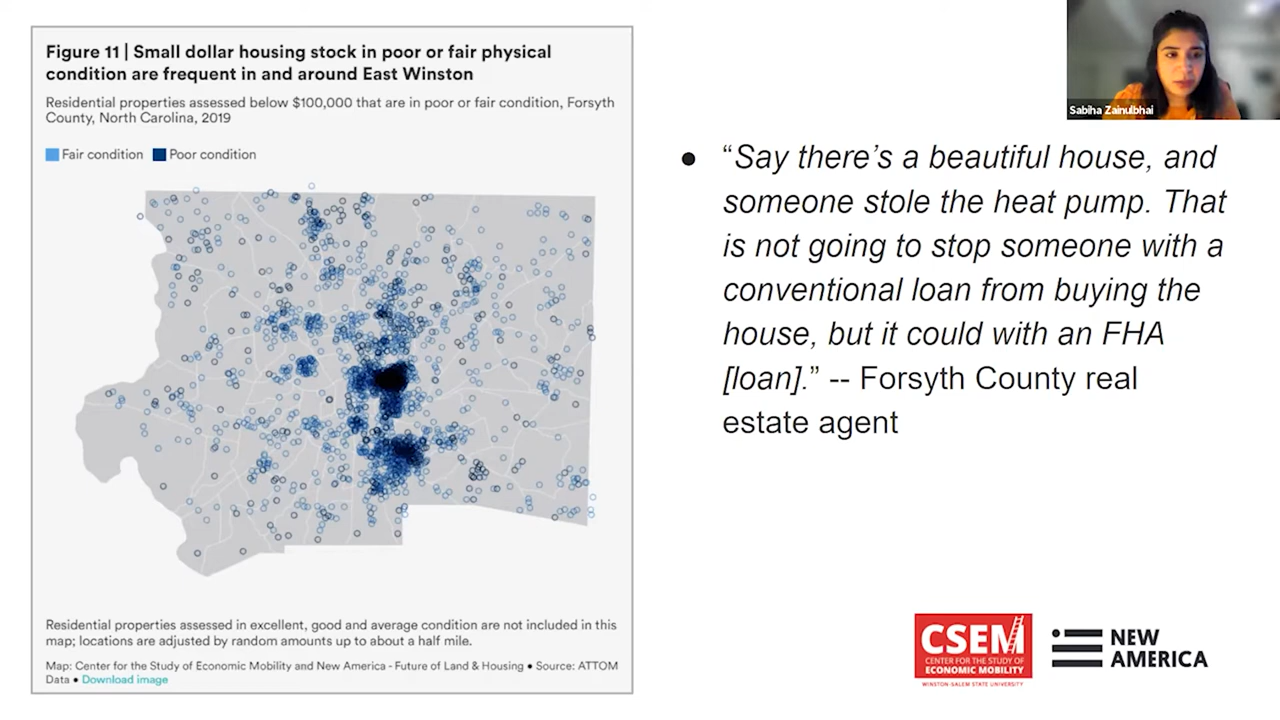 Figure 11 | Small dollar housing stock in poor or fair physical
condition are frequent in and around East Winston
Residential properties assessed below $100,000 that are in poor or fair condition, Forsyth
County, North Carolina, 2019
Fair condition Poor condition
Residential properties assessed in excellent, good and average condition are not included in this
map; locations are adjusted by random amounts up to about a half mile.
Map: Center for the Study of Economic Mobility and New America - Future of Land & Housing • Source: ATTOM
Data • Download image
Sabiha Zainulbhai
● “Say there’s a beautiful house, and
someone stole the heat pump. That
is not going to stop someone with a
conventional loan from buying the
house, but it could with an FHA
[loan].” -- Forsyth County real
estate agent
CSEM
CENTER FOR THE STUDY OF
ECONOMIC MOBILITY
WINSTON-SALEM STATE UNIVERSITY
NEW
AMERICA